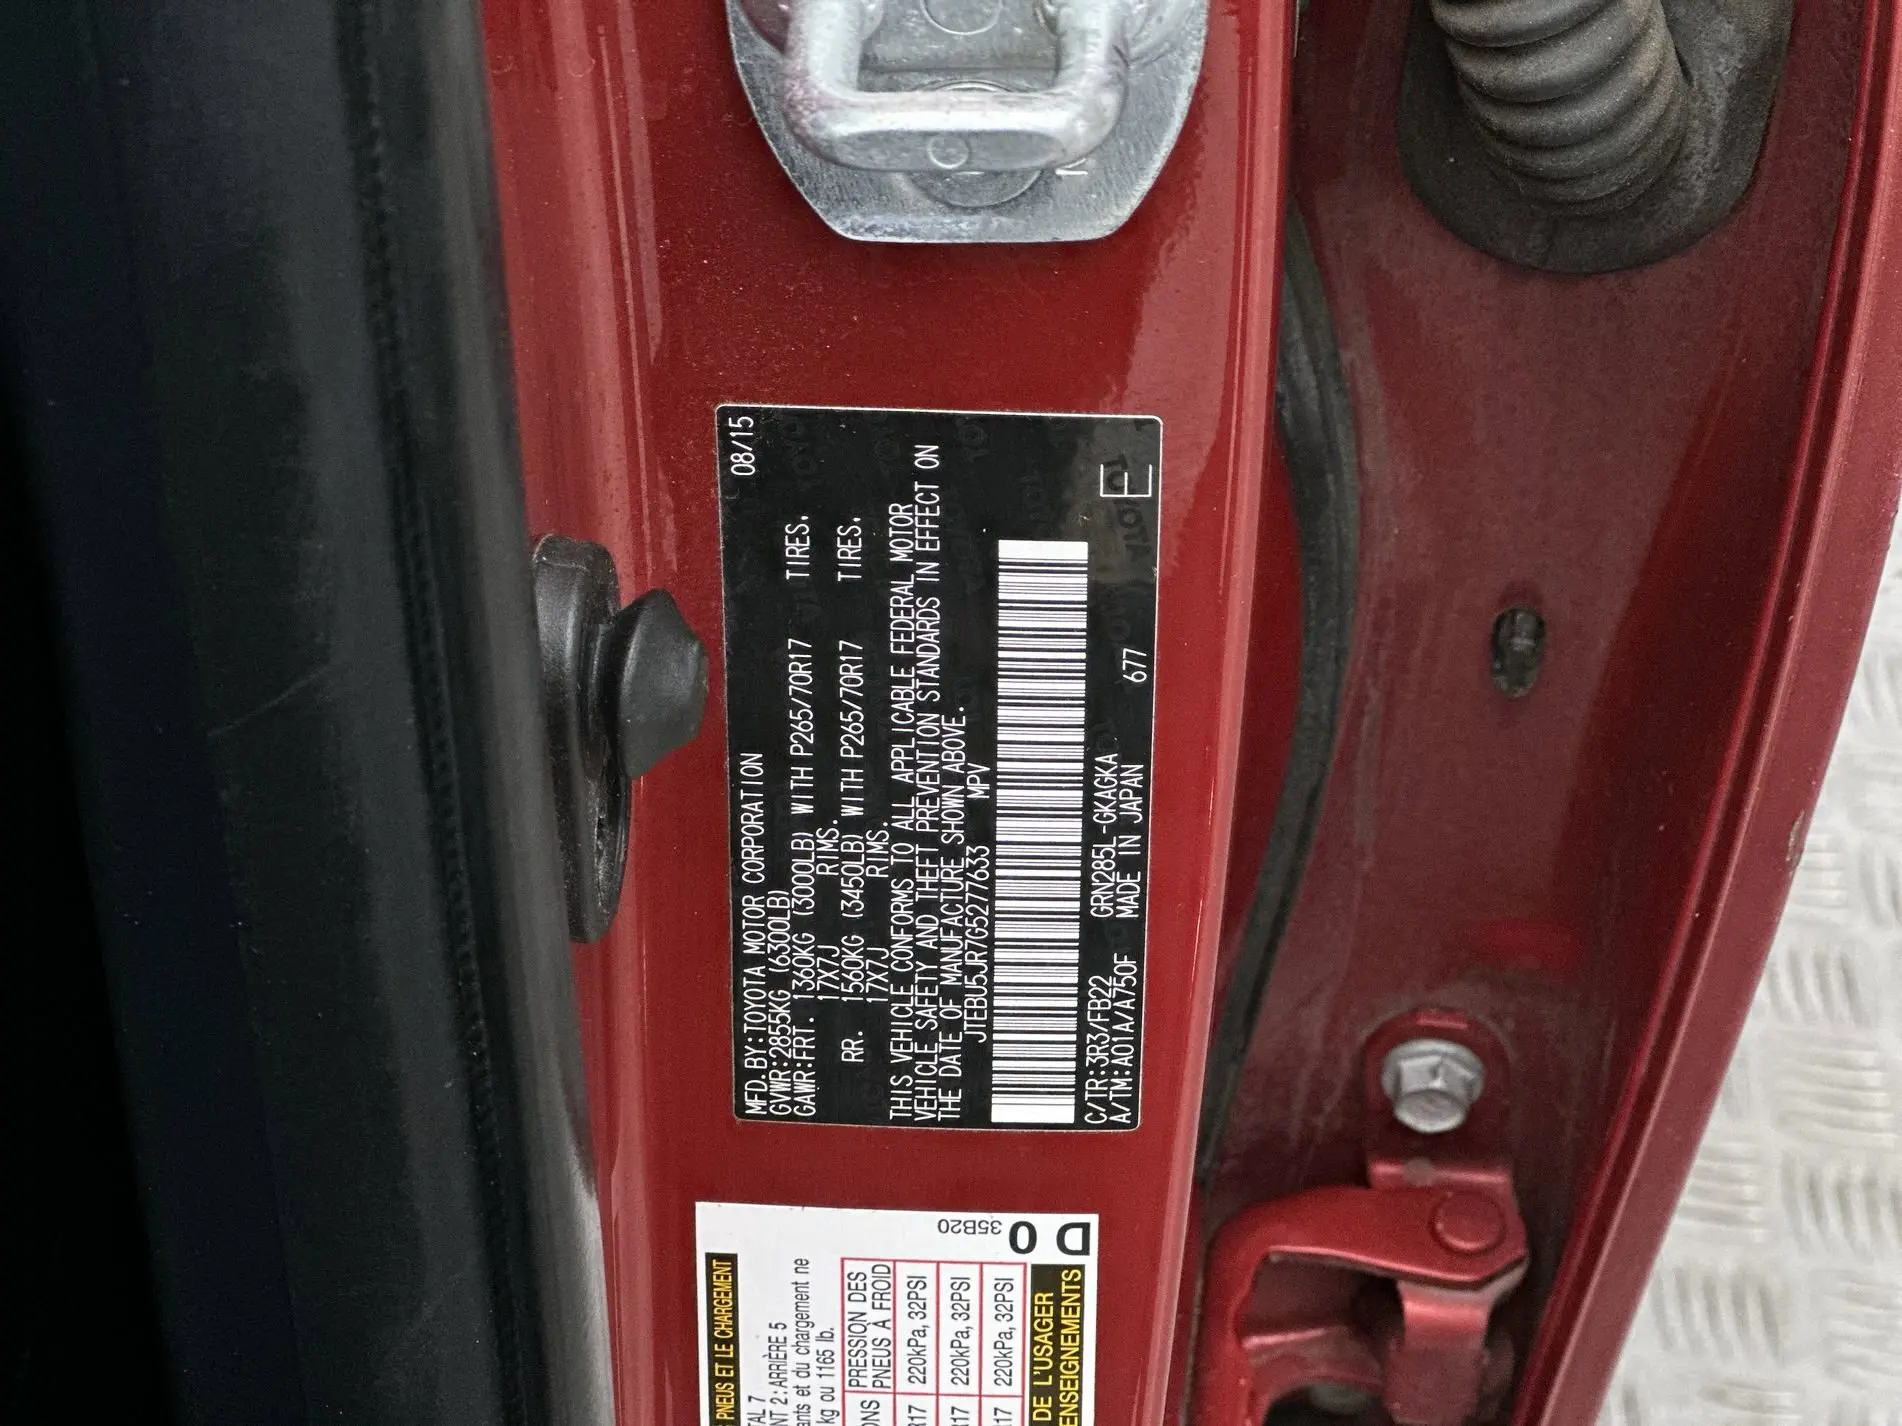 MFD.BY:TOYOTA MOTOR CORPORATION 08/15
GVWR:2855KG (6300LB)
GAWR:FRT. 1360KG (3000LB) WITH P265/70R17 TIRES.
17X7J RIMS.
RR. 1560KG (3450LB) WITH P265/70R17 TIRES.
17X7J RIMS.
THIS VEHICLE CONFORMS TO ALL APPLICABLE FEDERAL MOTOR
VEHICLE SAFETY AND THEFT PREVENTION STANDARDS IN EFFECT ON
THE DATE OF MANUFACTURE SHOWN ABOVE.
JTEBU5JR7G5277633 MPV
C/TR:3R3/FB22 GRN285L-GKAGKA
A/TM:A01A/A750F MADE IN JAPAN 677
PNEUS ET LE CHARGEMENT
7
2:ARRIÈRE 5
et du chargement ne
kg ou 1165 lb.
PRESSION DES
PNEUS À FROID
220kPa, 32PSI
220kPa, 32PSI
220kPa, 32PSI
DE L'USAGER
D0
35B20